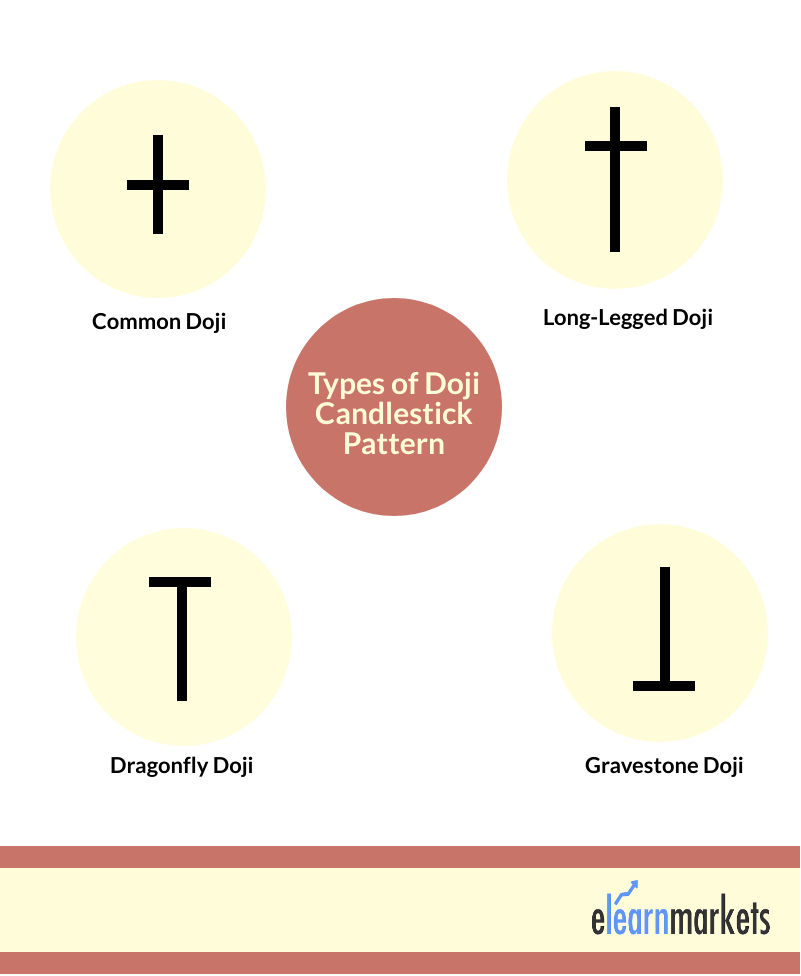 Common Doji
Long-Legged Doji
Types of Doji
Candlestick
Pattern
Dragonfly Doji
Gravestone Doji
elearnmarkets